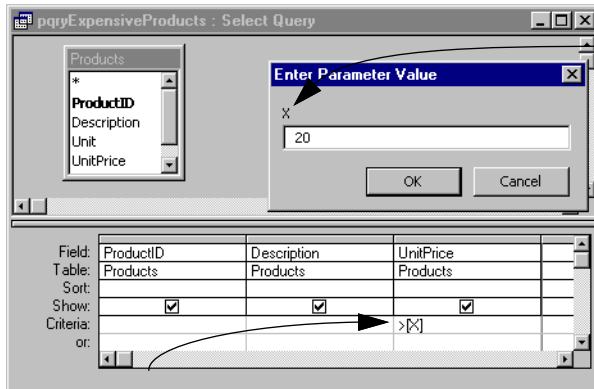 pqryExpensiveProducts : Select Query
Products
*
ProductID
Description
Unit
UnitPrice
Enter Parameter Value
X
20
OK
Cancel
Field: ProductID Description UnitPrice
Table: Products Products Products
Sort:
Show:
Criteria: >[X]
or: